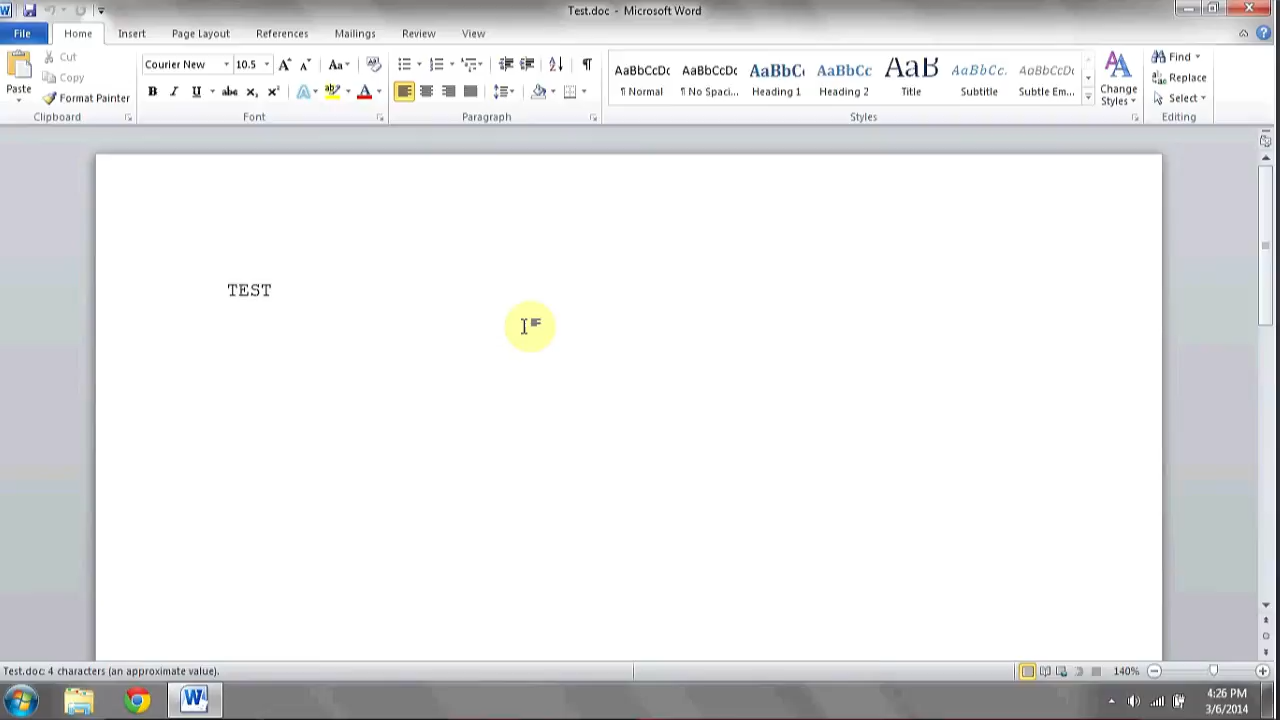 Test.doc - Microsoft Word
File Home Insert Page Layout References Mailings Review View
Paste
Cut
Copy
Format Painter
Clipboard
Courier New 10.5
Font
Paragraph
AaBbCcDc AaBbCcDc AaBbC AaBbCc AaB AaBbCc. AaBbCcDc
¶ Normal ¶ No Spaci... Heading 1 Heading 2 Title Subtitle Subtle Em...
Styles
Change
Styles
Find
Replace
Select
Editing
TEST
Test.doc: 4 characters (an approximate value).
140%
4:26 PM
3/6/2014